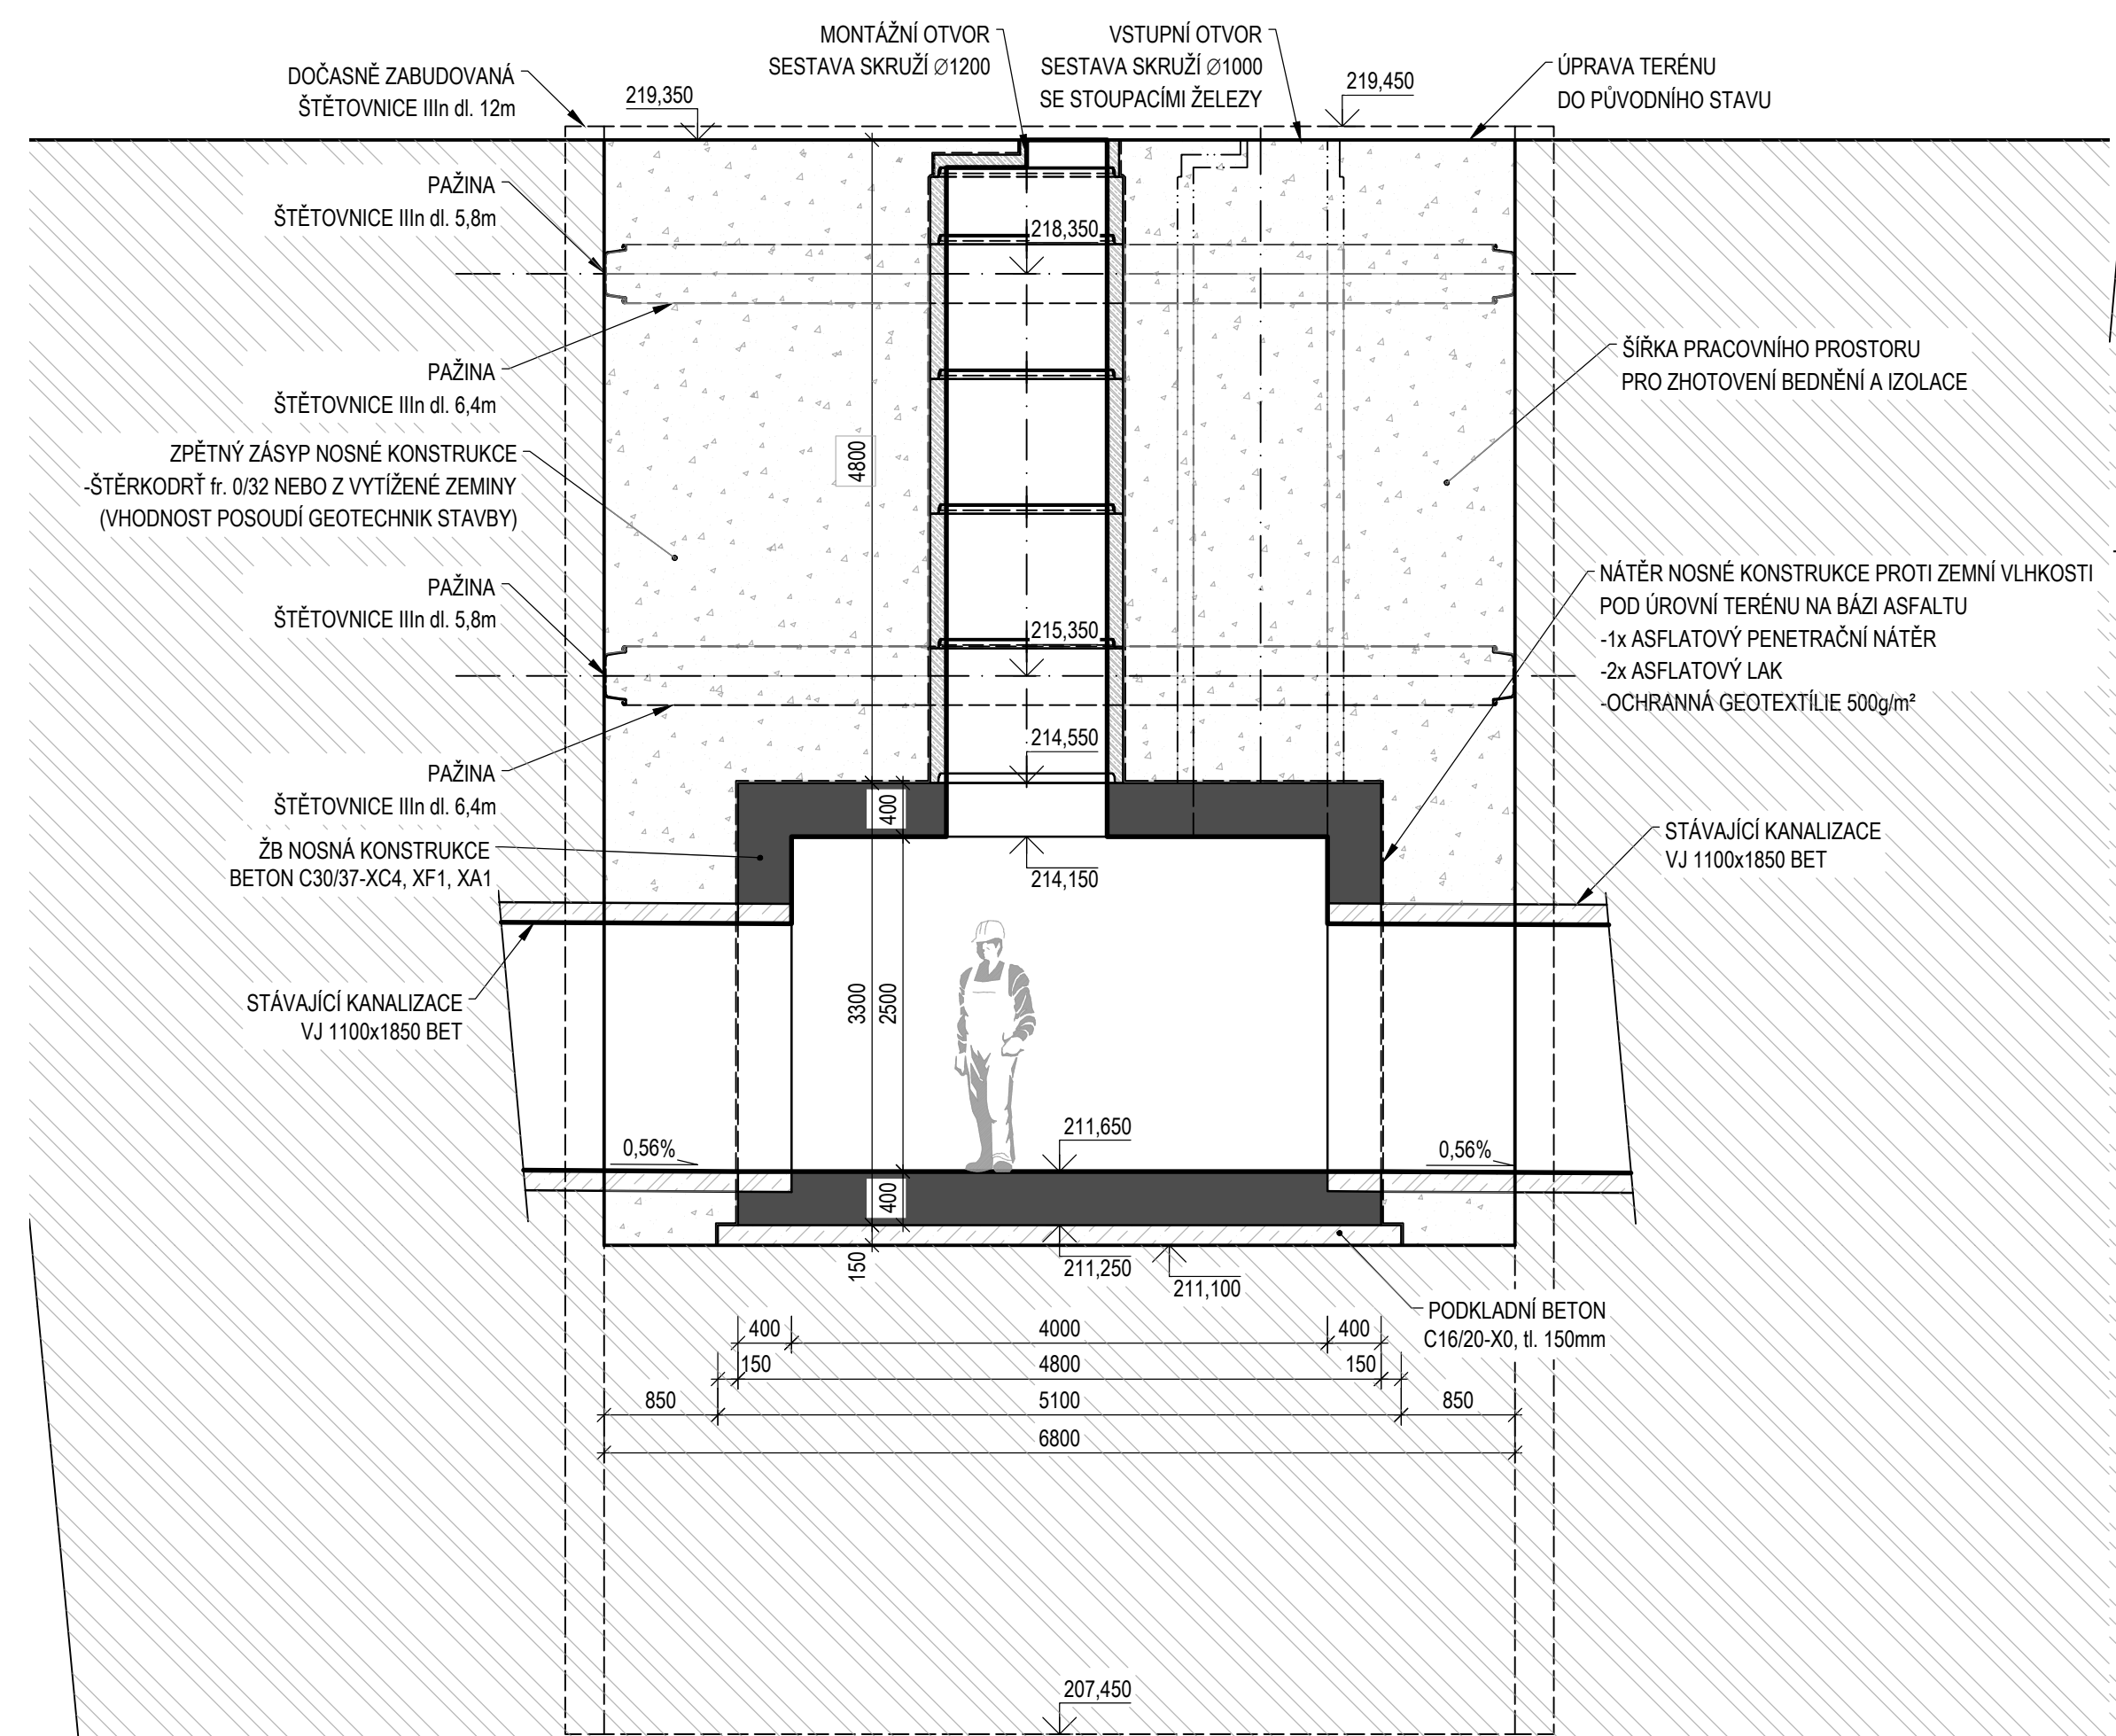 MONTÁŽNÍ OTVOR
SESTAVA SKRUŽÍ Ø1200
VSTUPNÍ OTVOR
SESTAVA SKRUŽÍ Ø1000
SE STOUPACÍMI ŽELEZY
DOČASNĚ ZABUDOVANÁ
ŠTĚTOVNICE IIIn dl. 12m
219,350
219,450
ÚPRAVA TERÉNU
DO PŮVODNÍHO STAVU
PAŽINA
ŠTĚTOVNICE IIIn dl. 5,8m
218,350
PAŽINA
ŠTĚTOVNICE IIIn dl. 6,4m
ŠÍŘKA PRACOVNÍHO PROSTORU
PRO ZHOTOVENÍ BEDNĚNÍ A IZOLACE
ZPĚTNÝ ZÁSYP NOSNÉ KONSTRUKCE
-ŠTĚRKODRŤ fr. 0/32 NEBO Z VYTÍŽENÉ ZEMINY
(VHODNOST POSOUDÍ GEOTECHNIK STAVBY)
4800
PAŽINA
ŠTĚTOVNICE IIIn dl. 5,8m
NÁTĚR NOSNÉ KONSTRUKCE PROTI ZEMNÍ VLHKOSTI
POD ÚROVNÍ TERÉNU NA BÁZI ASFALTU
-1x ASFLATOVÝ PENETRAČNÍ NÁTĚR
-2x ASFLATOVÝ LAK
-OCHRANNÁ GEOTEXTÍLIE 500g/m²
215,350
214,550
PAŽINA
ŠTĚTOVNICE IIIn dl. 6,4m
400
ŽB NOSNÁ KONSTRUKCE
BETON C30/37-XC4, XF1, XA1
214,150
STÁVAJÍCÍ KANALIZACE
VJ 1100x1850 BET
STÁVAJÍCÍ KANALIZACE
VJ 1100x1850 BET
3300
2500
211,650
0,56%
0,56%
400
150
211,250
211,100
PODKLADNÍ BETON
C16/20-X0, tl. 150mm
400
4000
400
150
4800
150
850
5100
850
6800
207,450